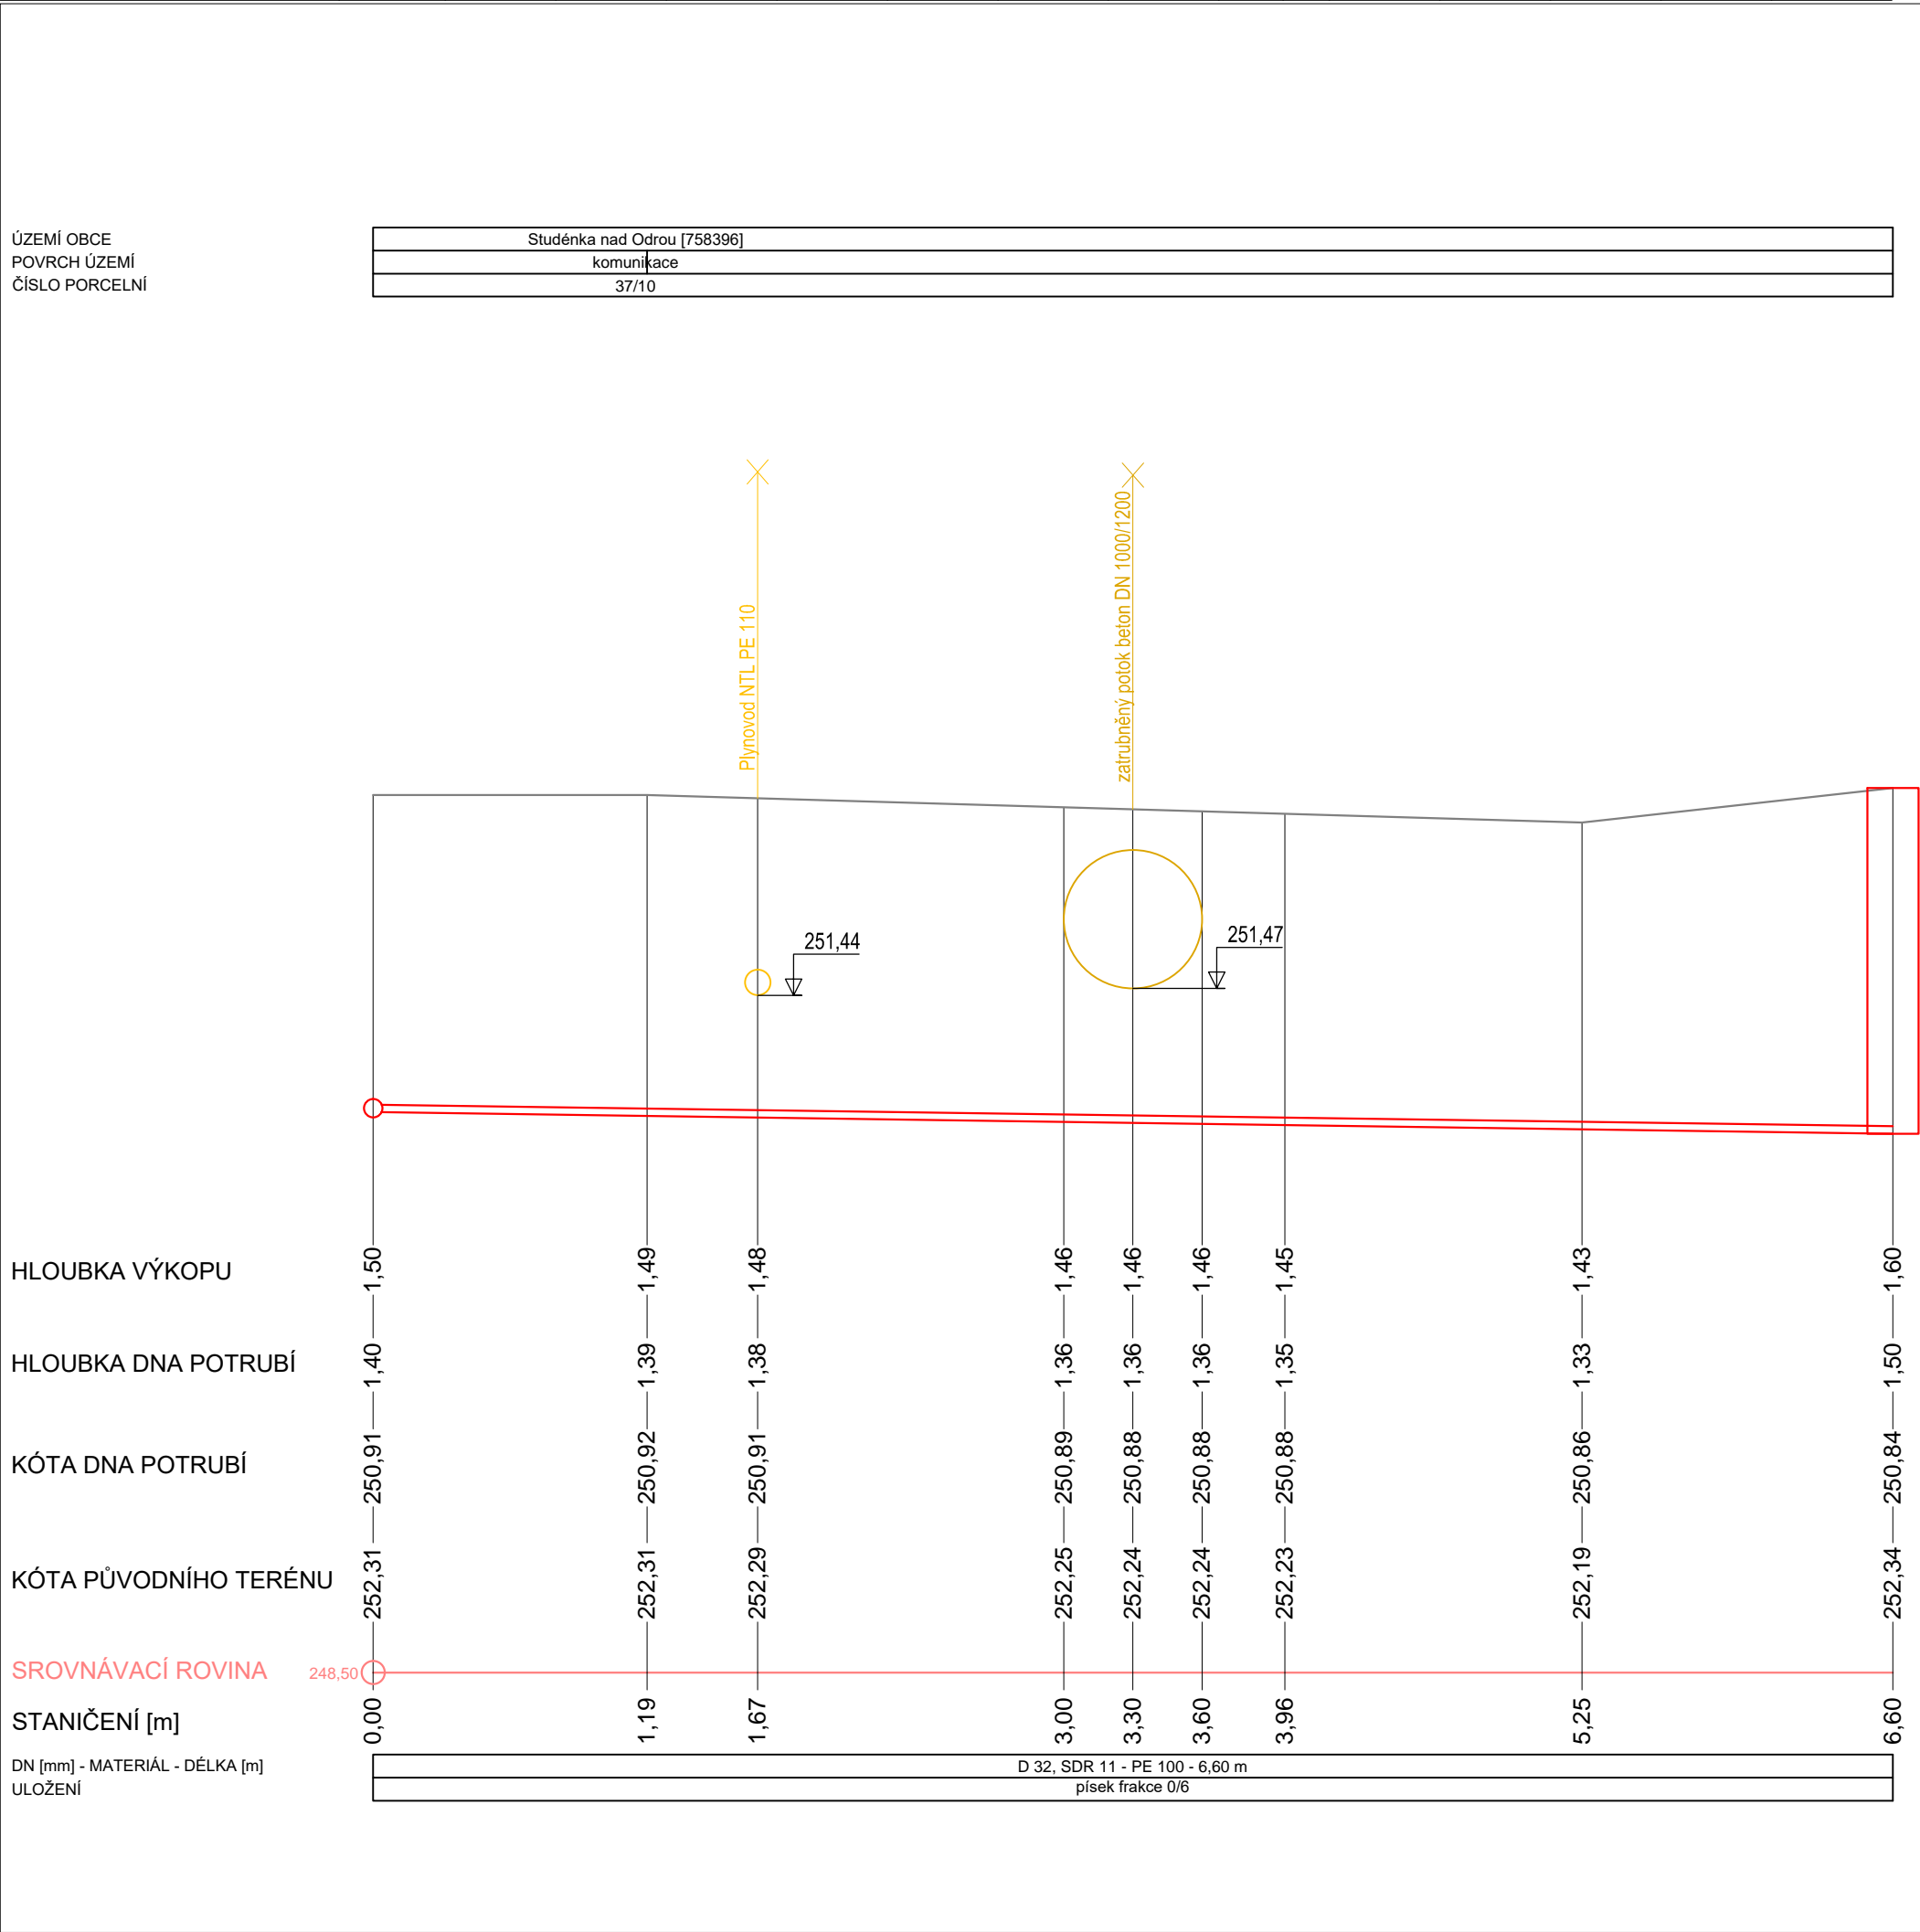 ÚZEMÍ OBCE Studénka nad Odrou [758396]
POVRCH ÚZEMÍ komunikace
ČÍSLO PORCELNÍ 37/10
Plynovod NTL PE 110
zatrubněný potok beton DN 1000/1200
251,44
251,47
HLOUBKA VÝKOPU 1,50 1,49 1,48 1,46 1,46 1,46 1,45 1,43 1,60
HLOUBKA DNA POTRUBÍ 1,40 1,39 1,38 1,36 1,36 1,36 1,35 1,33 1,50
KÓTA DNA POTRUBÍ 250,91 250,92 250,91 250,89 250,88 250,88 250,88 250,86 250,84
KÓTA PŮVODNÍHO TERÉNU 252,31 252,31 252,29 252,25 252,24 252,24 252,23 252,19 252,34
SROVNÁVACÍ ROVINA 248,50
STANIČENÍ [m] 0,00 1,19 1,67 3,00 3,30 3,60 3,96 5,25 6,60
DN [mm] - MATERIÁL - DÉLKA [m] D 32, SDR 11 - PE 100 - 6,60 m
ULOŽENÍ písek frakce 0/6